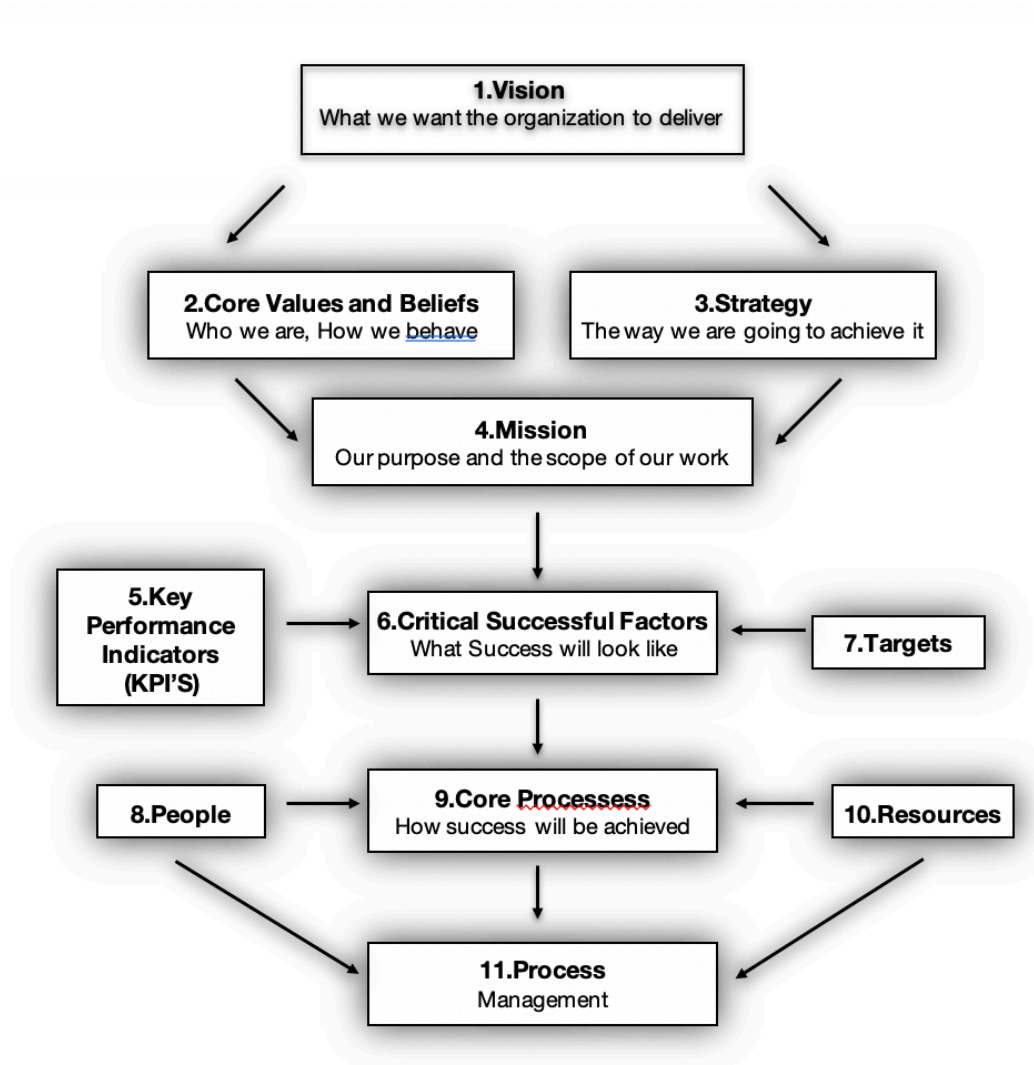 1.Vision
What we want the organization to deliver
2.Core Values and Beliefs
Who we are, How we behave
3.Strategy
The way we are going to achieve it
4.Mission
Our purpose and the scope of our work
5.Key
Performance
Indicators
(KPI’S)
6.Critical Successful Factors
What Success will look like
7.Targets
8.People
9.Core Processess
How success will be achieved
10.Resources
11.Process
Management